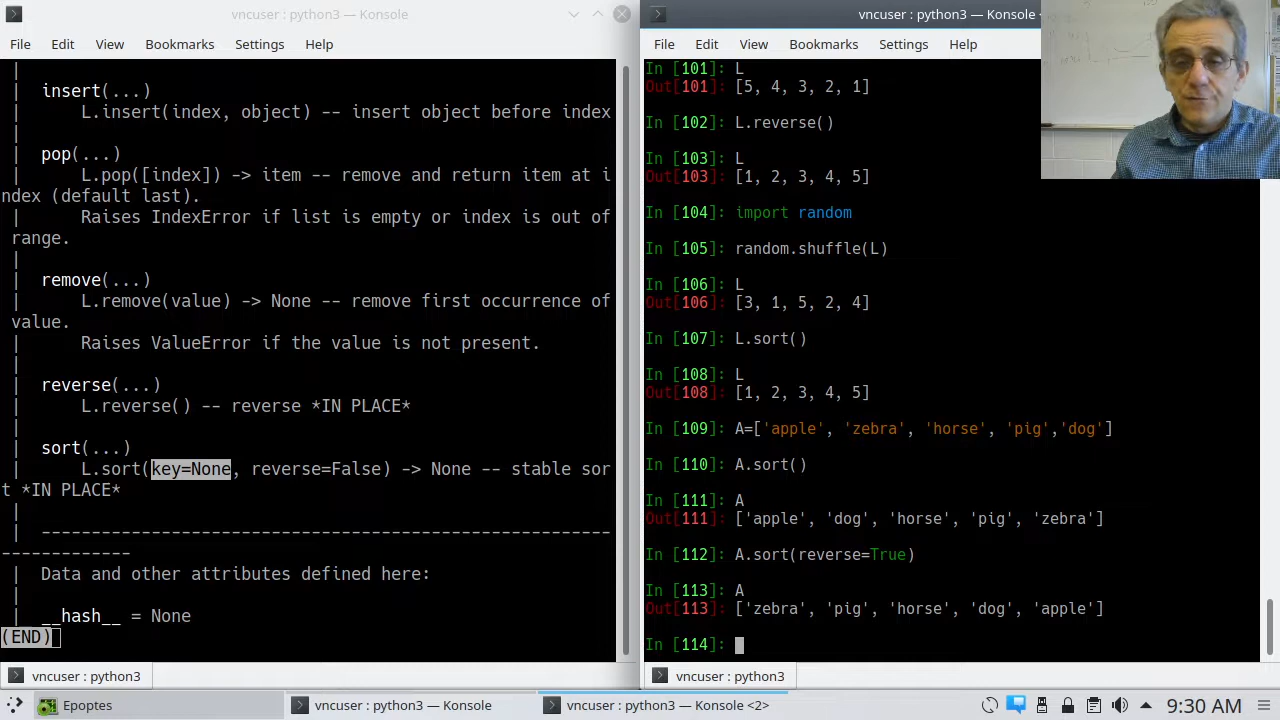 vncuser : python3 — Konsole
File Edit View Bookmarks Settings Help
|
| insert(...)
| L.insert(index, object) -- insert object before index
|
| pop(...)
| L.pop([index]) -> item -- remove and return item at i
ndex (default last).
| Raises IndexError if list is empty or index is out of
range.
|
| remove(...)
| L.remove(value) -> None -- remove first occurrence of
value.
| Raises ValueError if the value is not present.
|
| reverse(...)
| L.reverse() -- reverse *IN PLACE*
|
| sort(...)
| L.sort(key=None, reverse=False) -> None -- stable sor
t *IN PLACE*
|
| ---------------------------------------------------------
-------------
| Data and other attributes defined here:
|
| __hash__ = None
(END)
vncuser : python3
vncuser : python3 — Konsole
File Edit View Bookmarks Settings Help
In [101]: L
Out[101]: [5, 4, 3, 2, 1]
In [102]: L.reverse()
In [103]: L
Out[103]: [1, 2, 3, 4, 5]
In [104]: import random
In [105]: random.shuffle(L)
In [106]: L
Out[106]: [3, 1, 5, 2, 4]
In [107]: L.sort()
In [108]: L
Out[108]: [1, 2, 3, 4, 5]
In [109]: A=['apple', 'zebra', 'horse', 'pig','dog']
In [110]: A.sort()
In [111]: A
Out[111]: ['apple', 'dog', 'horse', 'pig', 'zebra']
In [112]: A.sort(reverse=True)
In [113]: A
Out[113]: ['zebra', 'pig', 'horse', 'dog', 'apple']
In [114]:
vncuser : python3
Epoptes vncuser : python3 — Konsole vncuser : python3 — Konsole <2> 9:30 AM